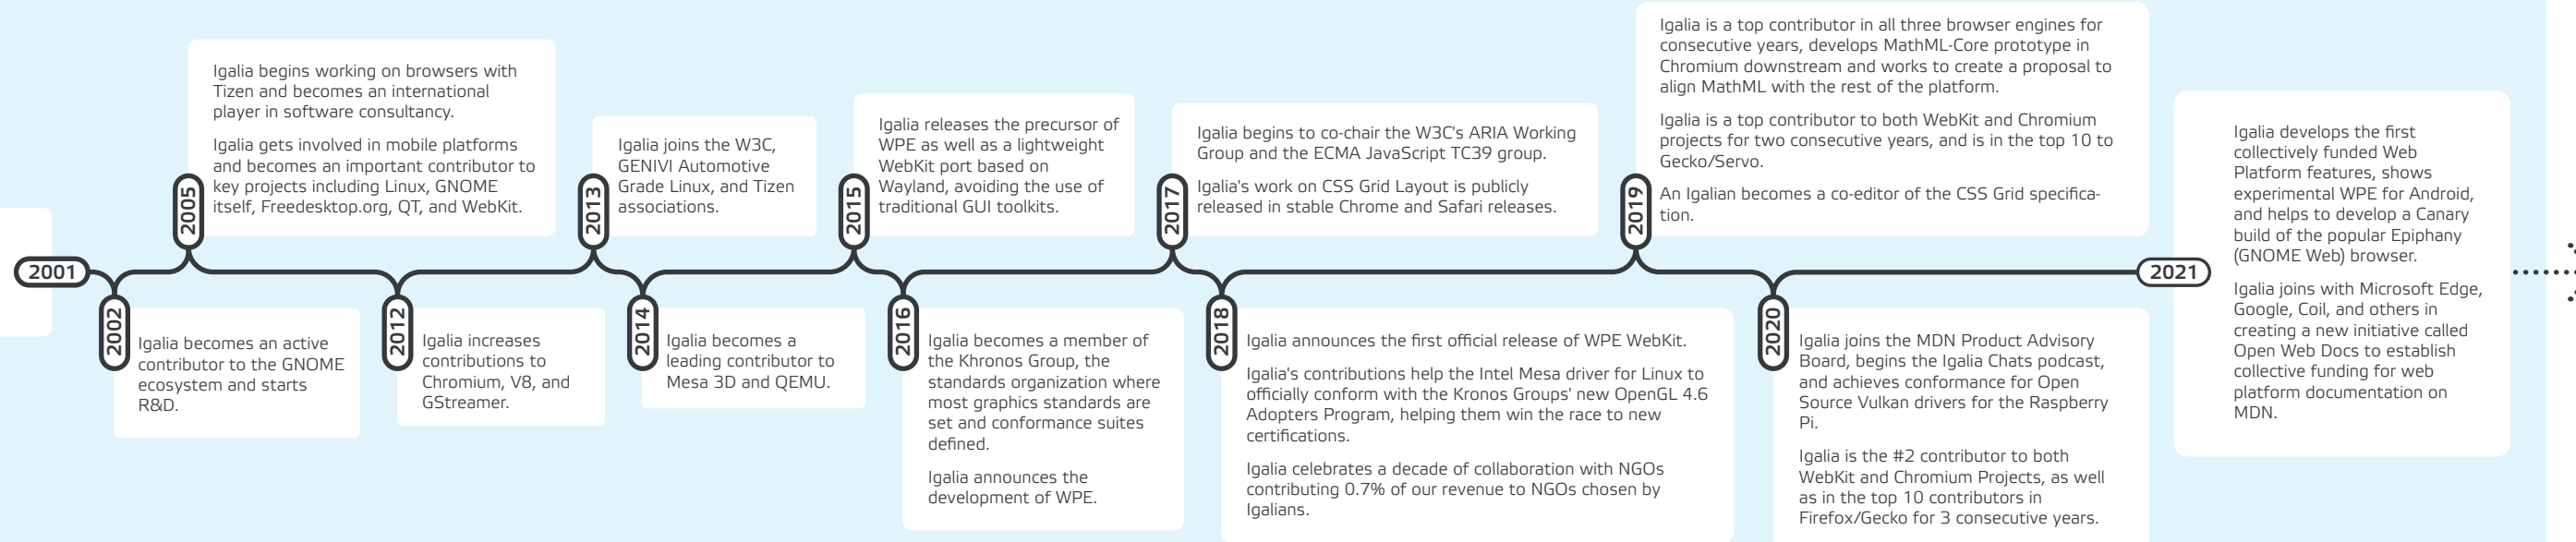 2001
2002
Igalia becomes an active
contributor to the GNOME
ecosystem and starts
R&D.
2005
Igalia begins working on browsers with
Tizen and becomes an international
player in software consultancy.
Igalia gets involved in mobile platforms
and becomes an important contributor to
key projects including Linux, GNOME
itself, Freedesktop.org, QT, and WebKit.
2012
Igalia increases
contributions to
Chromium, V8, and
GStreamer.
2013
Igalia joins the W3C,
GENIVI Automotive
Grade Linux, and Tizen
associations.
2014
Igalia becomes a
leading contributor to
Mesa 3D and QEMU.
2015
Igalia releases the precursor of
WPE as well as a lightweight
WebKit port based on
Wayland, avoiding the use of
traditional GUI toolkits.
2016
Igalia becomes a member of
the Khronos Group, the
standards organization where
most graphics standards are
set and conformance suites
defined.
Igalia announces the
development of WPE.
2017
Igalia begins to co-chair the W3C's ARIA Working
Group and the ECMA JavaScript TC39 group.
Igalia's work on CSS Grid Layout is publicly
released in stable Chrome and Safari releases.
2018
Igalia announces the first official release of WPE WebKit.
Igalia's contributions help the Intel Mesa driver for Linux to
officially conform with the Kronos Groups' new OpenGL 4.6
Adopters Program, helping them win the race to new
certifications.
Igalia celebrates a decade of collaboration with NGOs
contributing 0.7% of our revenue to NGOs chosen by
Igalians.
2019
Igalia is a top contributor in all three browser engines for
consecutive years, develops MathML-Core prototype in
Chromium downstream and works to create a proposal to
align MathML with the rest of the platform.
Igalia is a top contributor to both WebKit and Chromium
projects for two consecutive years, and is in the top 10 to
Gecko/Servo.
An Igalian becomes a co-editor of the CSS Grid specifica-
tion.
2020
Igalia joins the MDN Product Advisory
Board, begins the Igalia Chats podcast,
and achieves conformance for Open
Source Vulkan drivers for the Raspberry
Pi.
Igalia is the #2 contributor to both
WebKit and Chromium Projects, as well
as in the top 10 contributors in
Firefox/Gecko for 3 consecutive years.
2021
Igalia develops the first
collectively funded Web
Platform features, shows
experimental WPE for Android,
and helps to develop a Canary
build of the popular Epiphany
(GNOME Web) browser.
Igalia joins with Microsoft Edge,
Google, Coil, and others in
creating a new initiative called
Open Web Docs to establish
collective funding for web
platform documentation on
MDN.